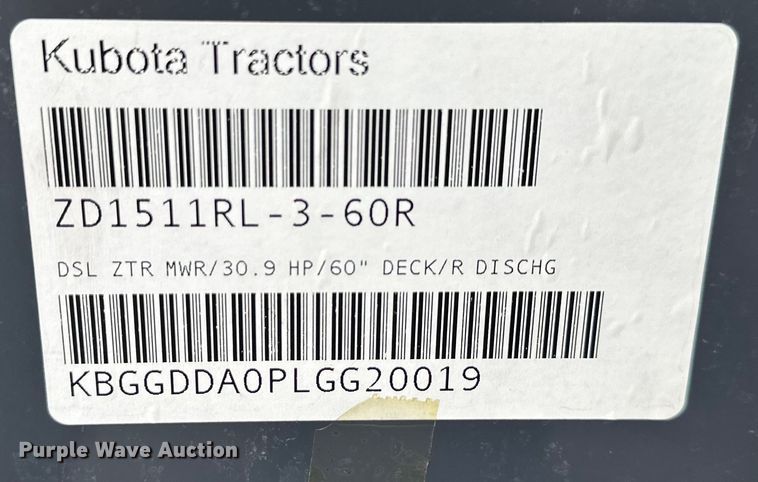 Kubota Tractors
ZD1511RL-3-60R
DSL ZTR MWR/30.9 HP/60" DECK/R DISCHG
KBGGDDA0PLGG20019
Purple Wave Auction